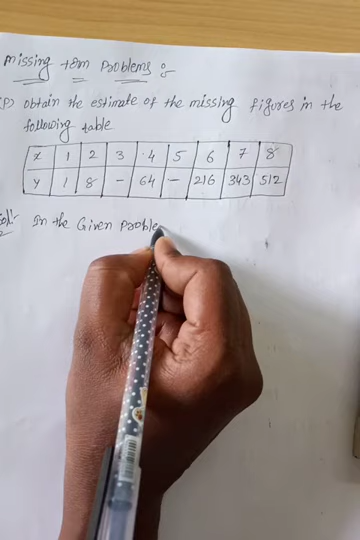 Missing term Problems :-
P) obtain the estimate of the missing figures in the
following table
x 1 2 3 4 5 6 7 8
y 1 8 - 64 - 216 343 512
Sol:- In the Given Proble